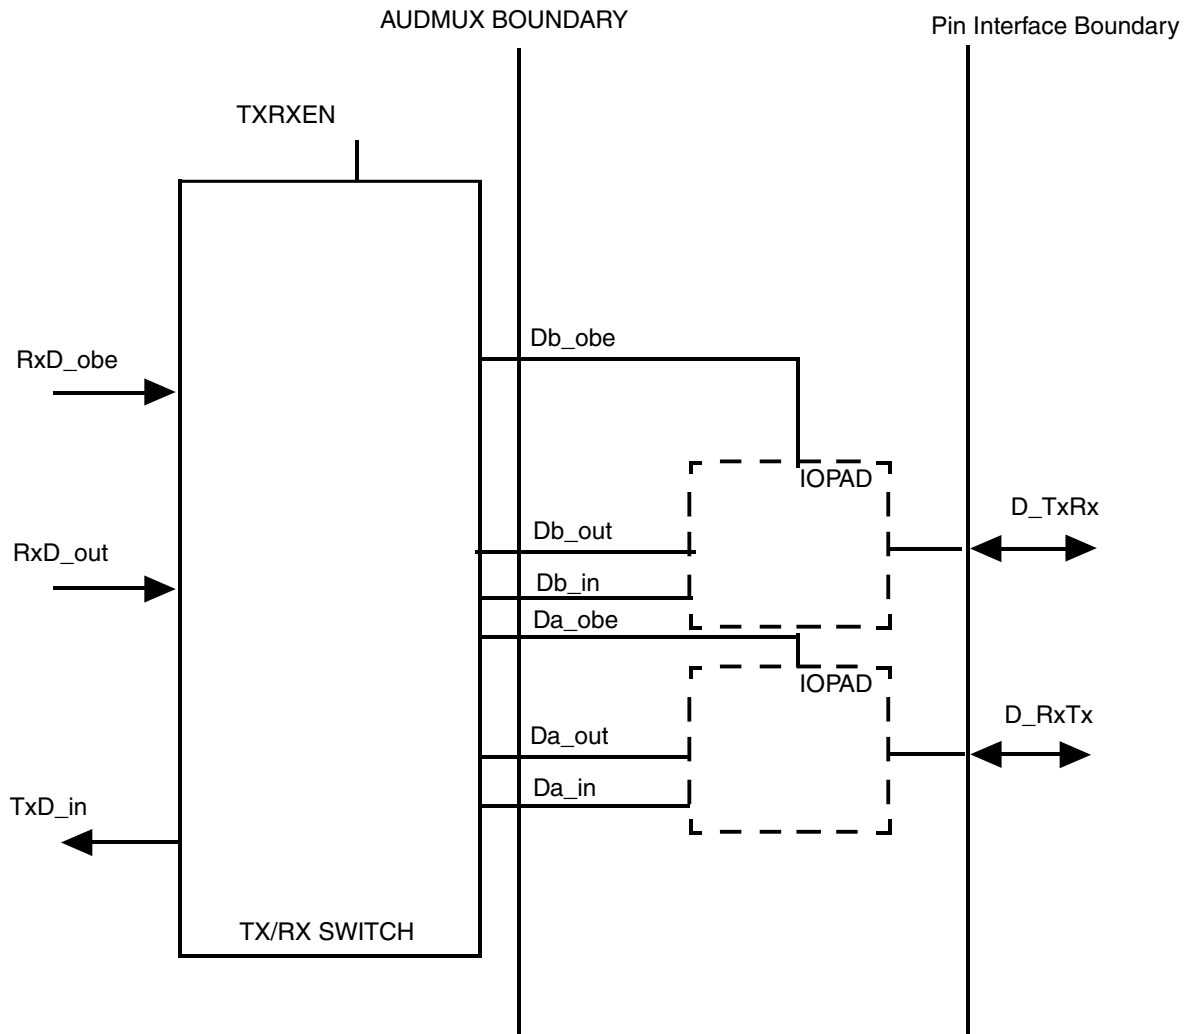 AUDMUX BOUNDARY
Pin Interface Boundary
TXRXEN
Db_obe
RxD_obe
IOPAD
D_TxRx
Db_out
RxD_out
Db_in
Da_obe
IOPAD
D_RxTx
Da_out
Da_in
TxD_in
TX/RX SWITCH